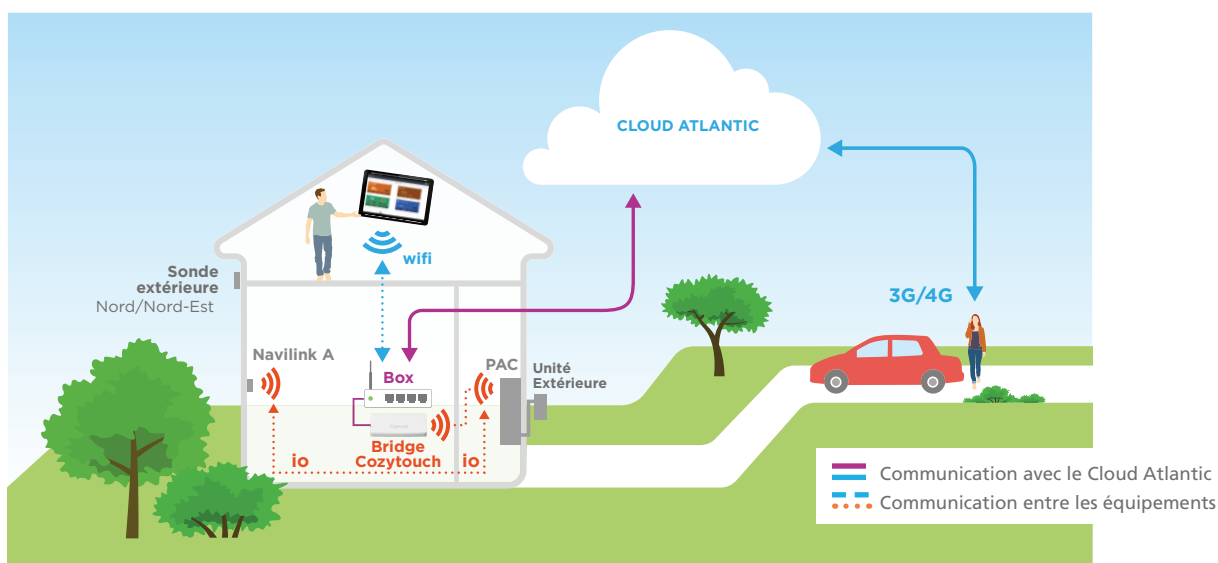 CLOUD ATLANTIC
wifi
Sonde
extérieure
Nord/Nord-Est
3G/4G
Navilink A
Box
PAC
Unité
Extérieure
Bridge
Cozytouch
io
io
Communication avec le Cloud Atlantic
Communication entre les équipements